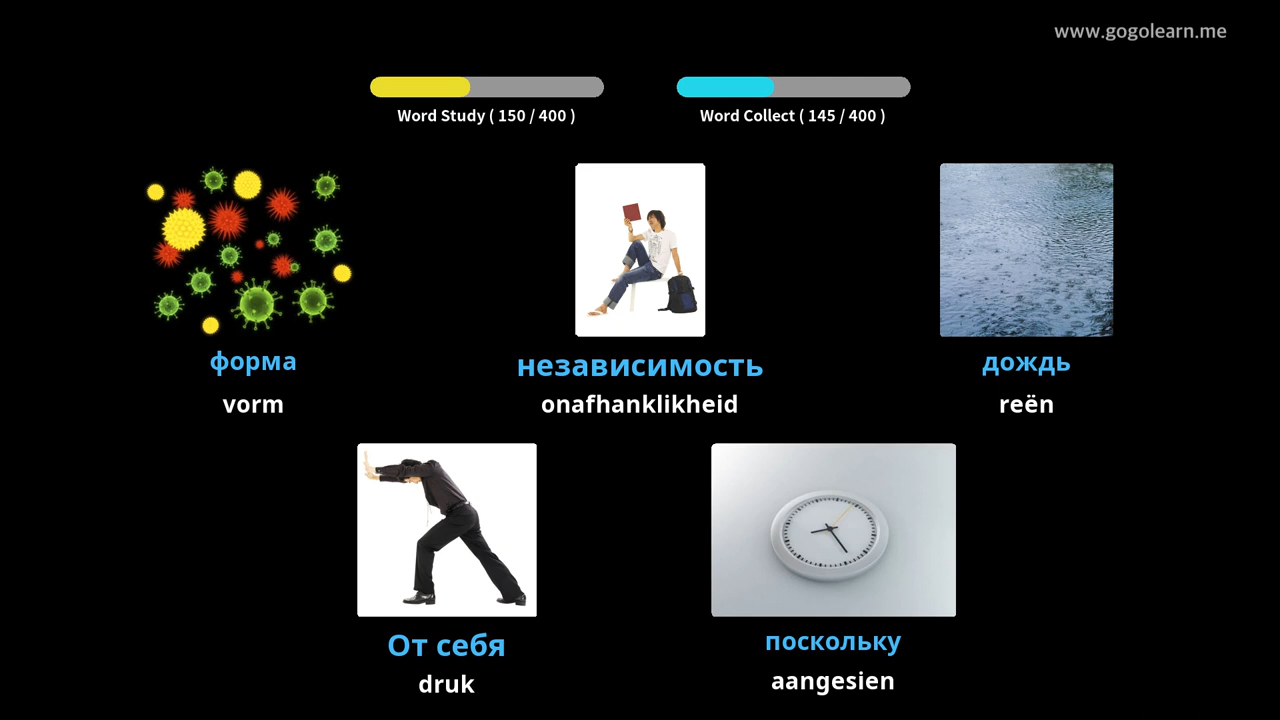 www.gogolearn.me
Word Study ( 150 / 400 )
Word Collect ( 145 / 400 )
форма
vorm
независимость
onafhanklikheid
дождь
reën
От себя
druk
поскольку
aangesien